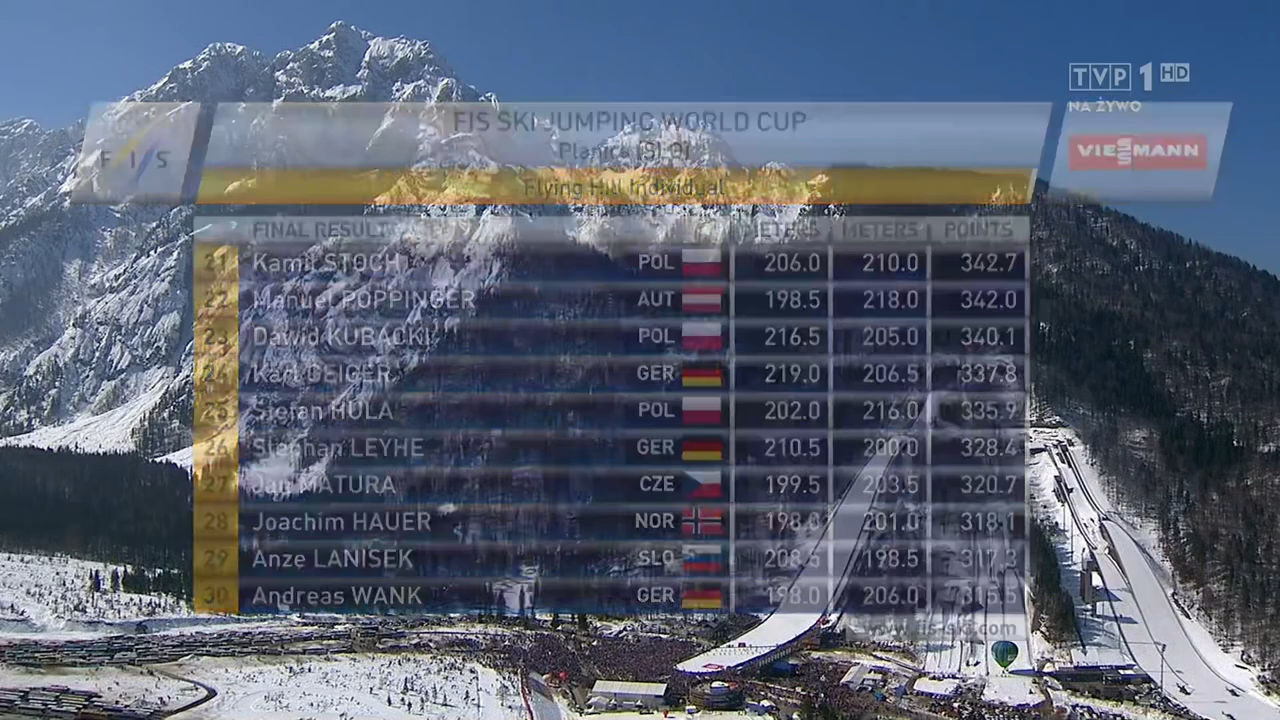 TVP 1 HD
NA ŻYWO
FIS SKI JUMPING WORLD CUP
Planica (SLO)
FIS
VIESSMANN
Flying Hill Individual
FINAL RESULT METERS METERS POINTS
21 Kamil STOCH POL 206.0 210.0 342.7
22 Manuel POPPINGER AUT 198.5 218.0 342.0
23 Dawid KUBACKI POL 216.5 205.0 340.1
24 Karl GEIGER GER 219.0 206.5 337.8
25 Stefan HULA POL 202.0 216.0 335.9
26 Stephan LEYHE GER 210.5 200.0 328.4
27 Jan MATURA CZE 199.5 203.5 320.7
28 Joachim HAUER NOR 198.0 201.0 318.1
29 Anze LANISEK SLO 208.5 198.5 317.3
30 Andreas WANK GER 198.0 206.0 315.5
www.fis-ski.com